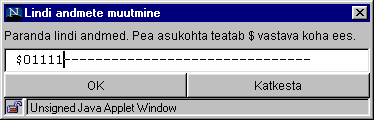 Lindi andmete muutmine
Paranda lindi andmed. Pea asukohta teatab $ vastava koha ees.
$01111-------------------------------
OK Katkesta
Unsigned Java Applet Window